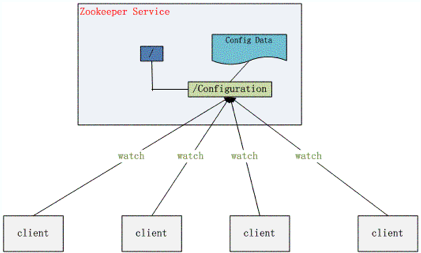 Zookeeper Service
Config Data
/
/Configuration
watch watch watch watch
client client client client